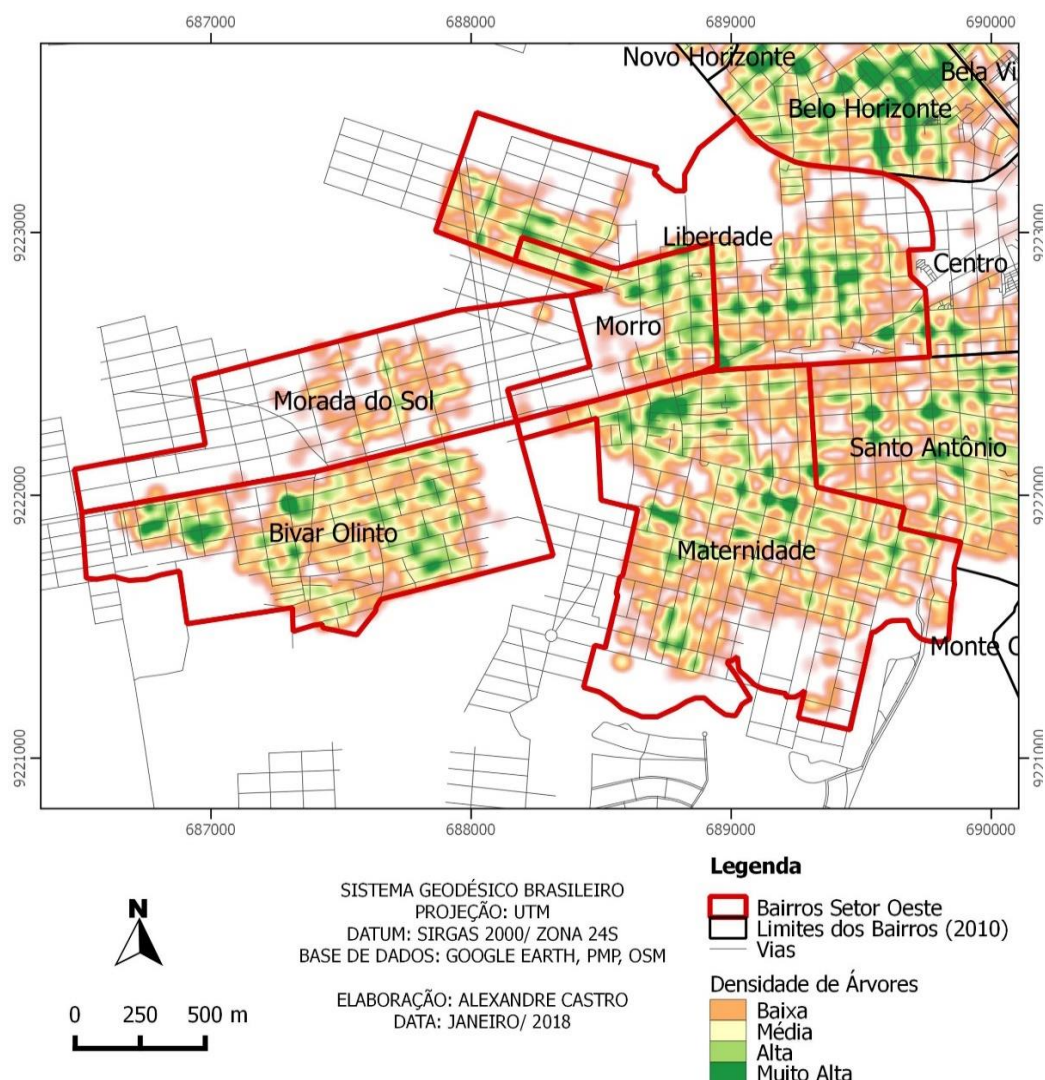 687000 688000 689000 690000
Novo Horizonte
Bela Vi
Belo Horizonte
9223000 9223000
Liberdade
Centro
Morro
Morada do Sol
Santo Antônio
9222000 9222000
Bivar Olinto
Maternidade
Monte
9221000 9221000
687000 688000 689000 690000
N
0 250 500 m
SISTEMA GEODÉSICO BRASILEIRO
PROJEÇÃO: UTM
DATUM: SIRGAS 2000/ ZONA 24S
BASE DE DADOS: GOOGLE EARTH, PMP, OSM
ELABORAÇÃO: ALEXANDRE CASTRO
DATA: JANEIRO/ 2018
Legenda
Bairros Setor Oeste
Limites dos Bairros (2010)
Vias
Densidade de Árvores
Baixa
Média
Alta
Muito Alta